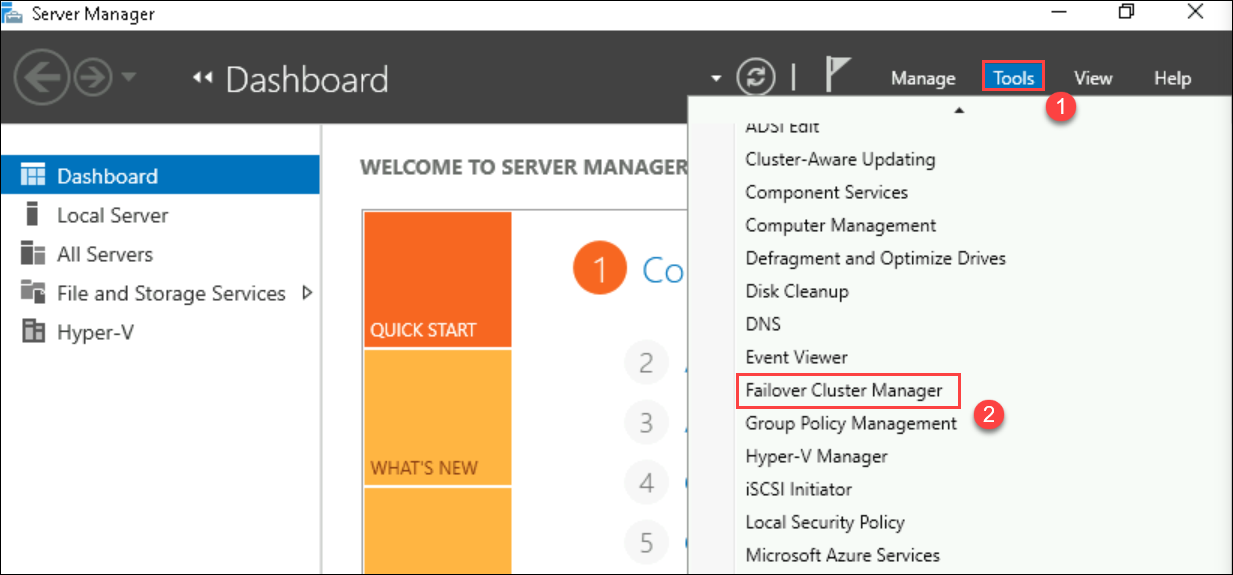 Server Manager
Dashboard
Manage
Tools
View
Help
1
ADSI Edit
Cluster-Aware Updating
Component Services
Computer Management
Defragment and Optimize Drives
Disk Cleanup
DNS
Event Viewer
Failover Cluster Manager
2
Group Policy Management
Hyper-V Manager
iSCSI Initiator
Local Security Policy
Microsoft Azure Services
Dashboard
Local Server
All Servers
File and Storage Services
Hyper-V
WELCOME TO SERVER MANAGER
QUICK START
WHAT'S NEW
1 Co
2
3
4
5